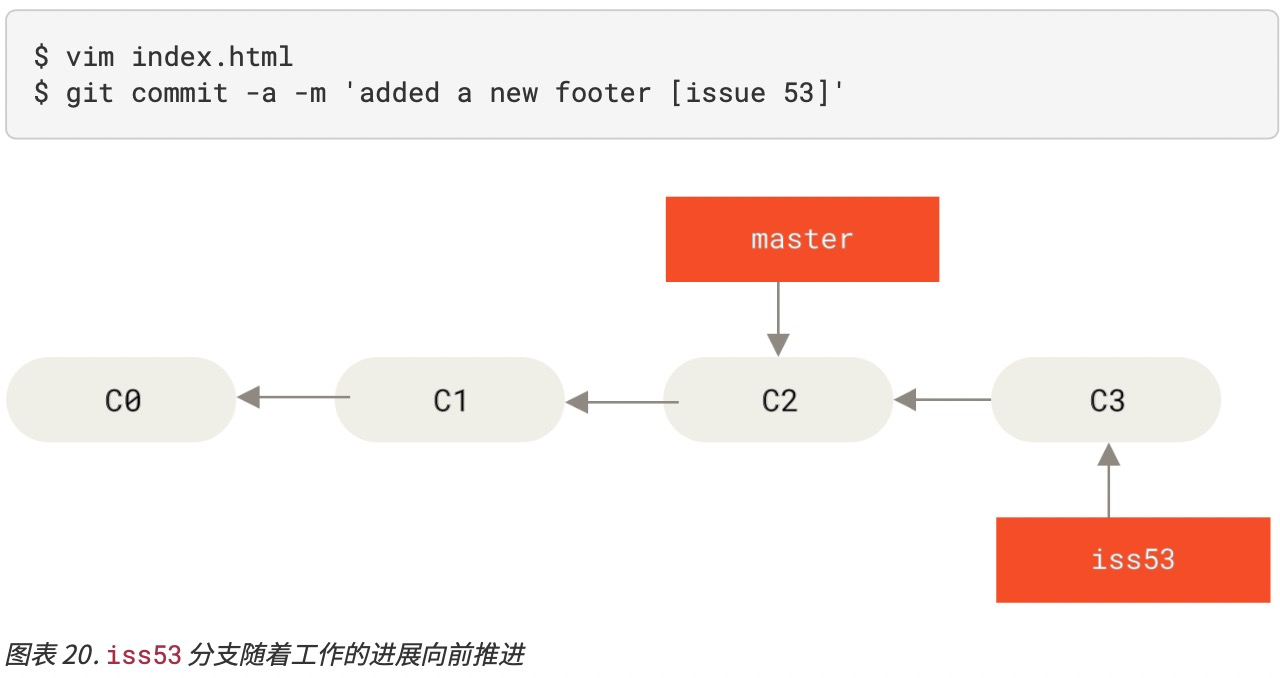 $ vim index.html
$ git commit -a -m 'added a new footer [issue 53]'
master
C0 C1 C2 C3
iss53
图表 20. iss53 分支随着工作的进展向前推进